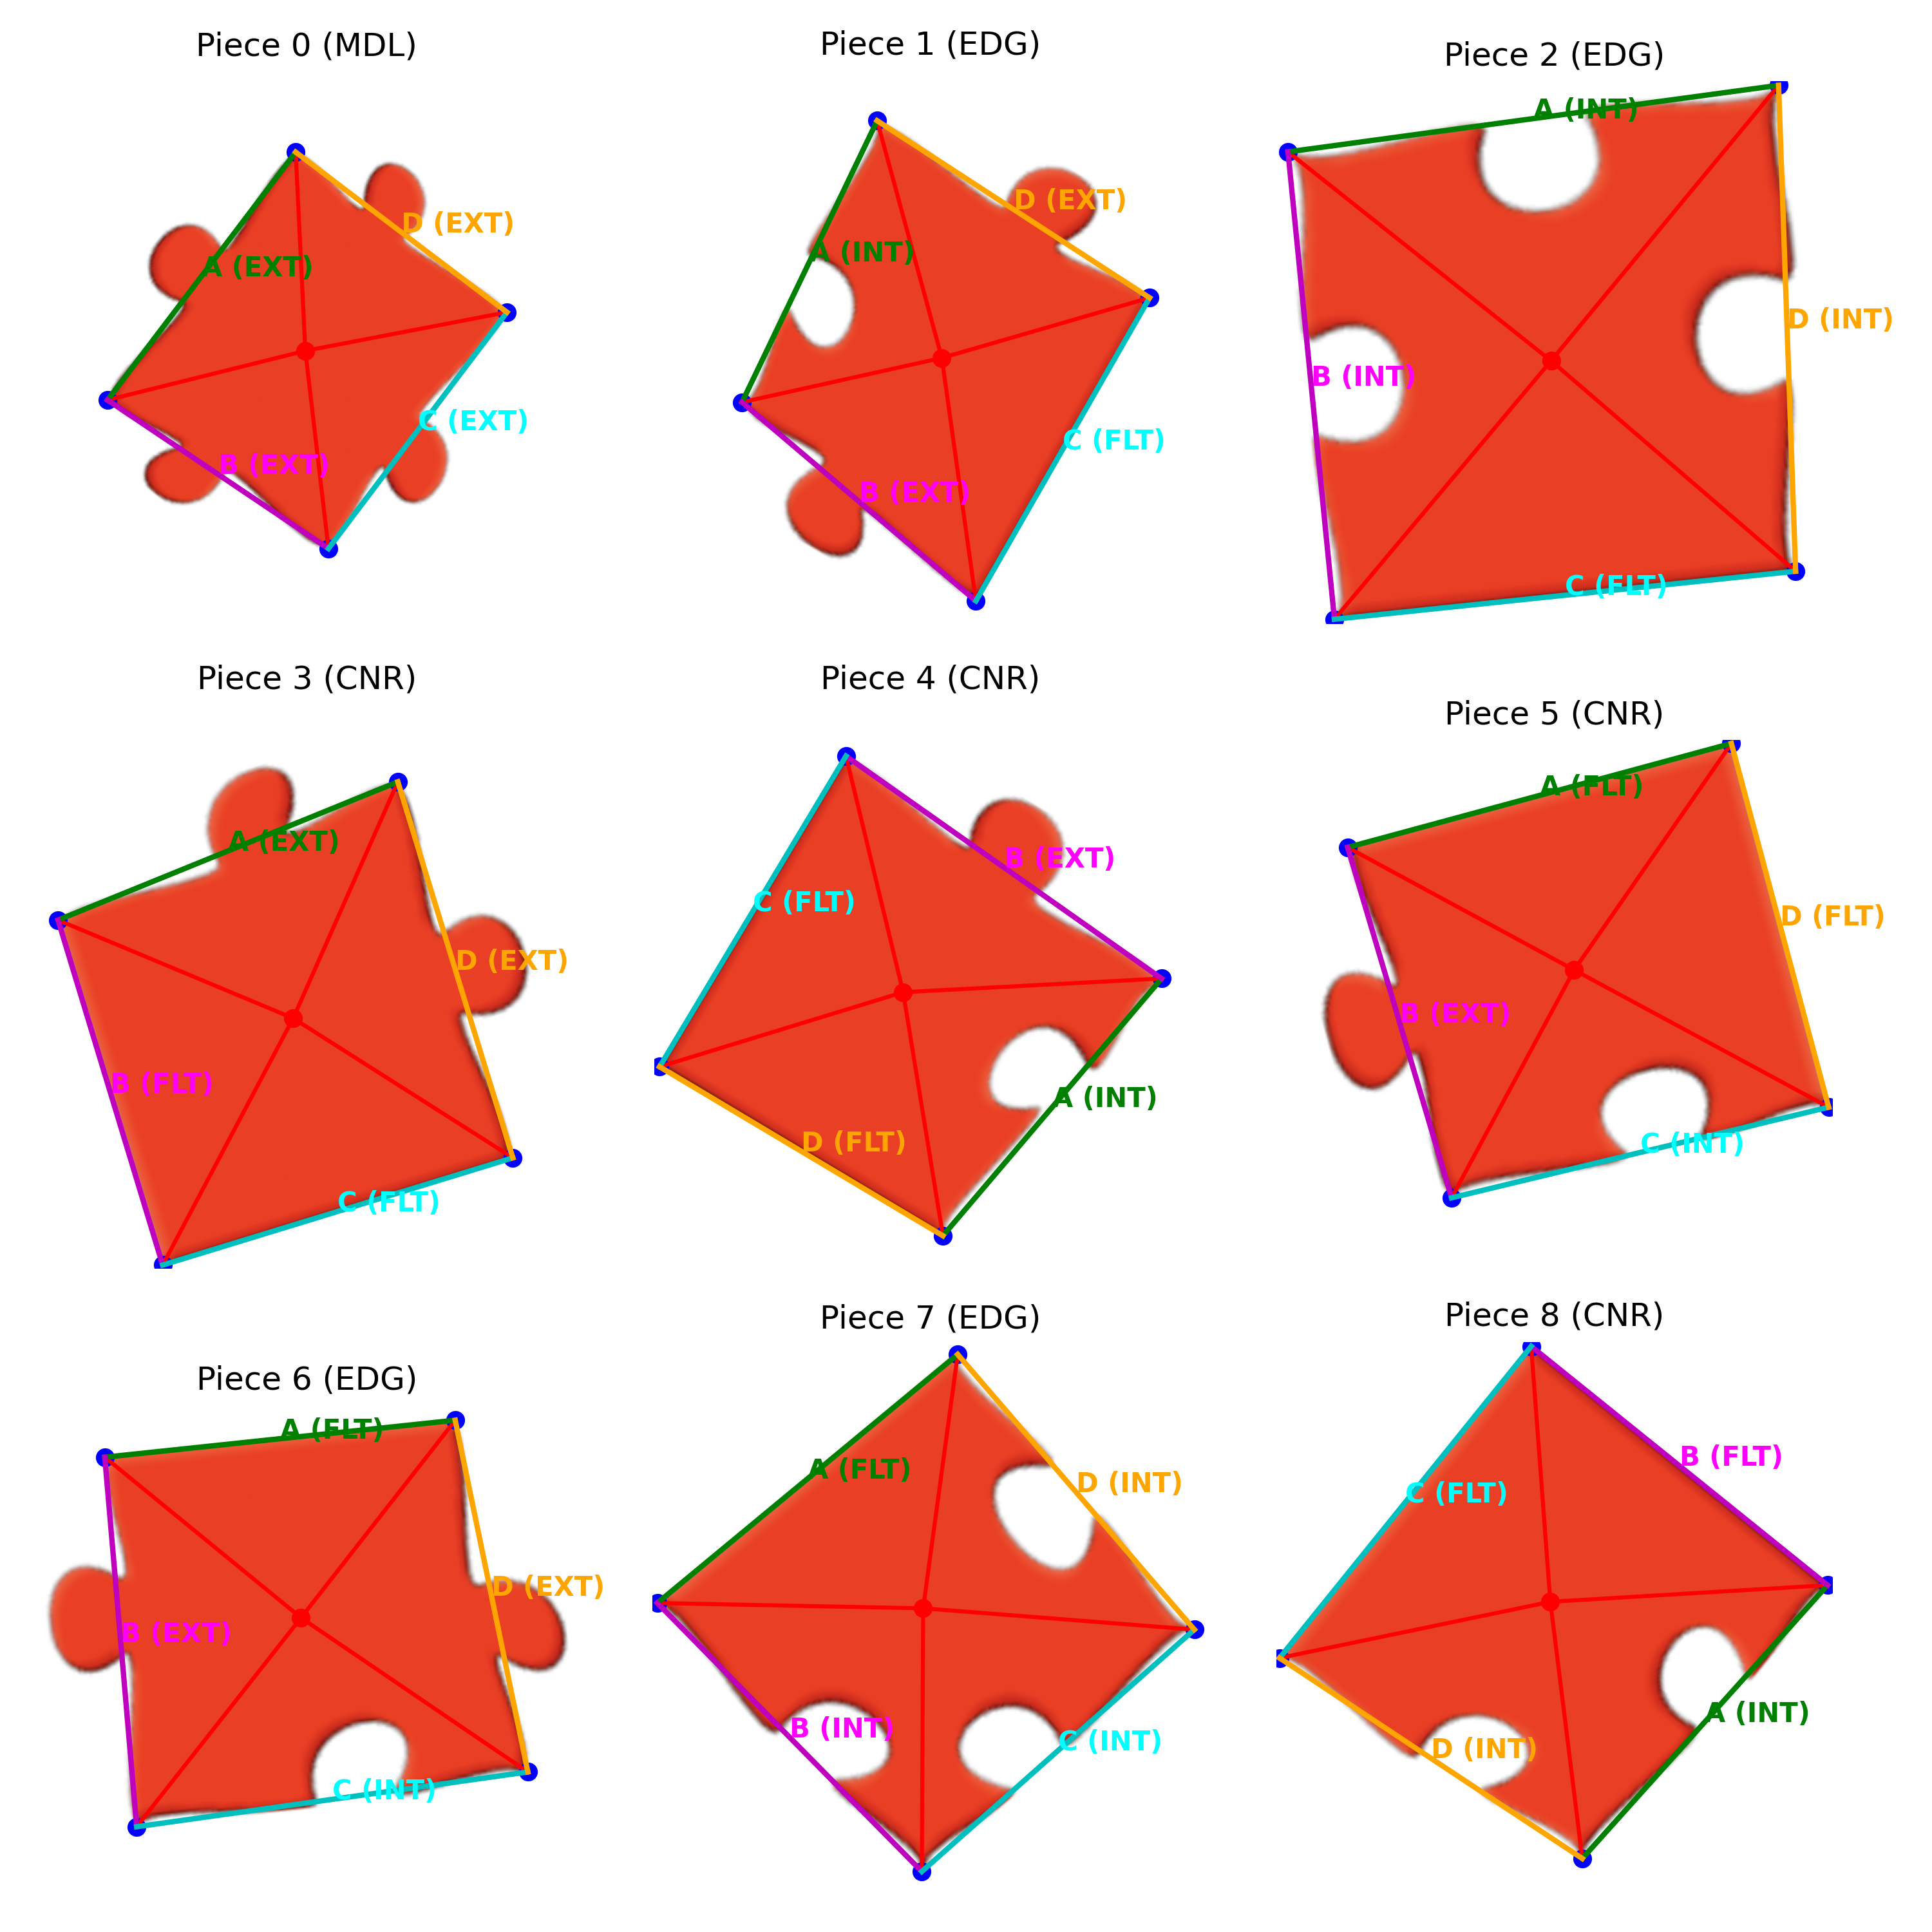 Piece 0 (MDL)
A (EXT)
B (EXT)
C (EXT)
D (EXT)
Piece 1 (EDG)
A (INT)
B (EXT)
C (FLT)
D (EXT)
Piece 2 (EDG)
A (INT)
B (INT)
C (FLT)
D (INT)
Piece 3 (CNR)
A (EXT)
B (FLT)
C (FLT)
D (EXT)
Piece 4 (CNR)
A (INT)
B (EXT)
C (FLT)
D (FLT)
Piece 5 (CNR)
A (FLT)
B (EXT)
C (INT)
D (FLT)
Piece 6 (EDG)
A (FLT)
B (EXT)
C (INT)
D (EXT)
Piece 7 (EDG)
A (FLT)
B (INT)
C (INT)
D (INT)
Piece 8 (CNR)
A (INT)
B (FLT)
C (FLT)
D (INT)